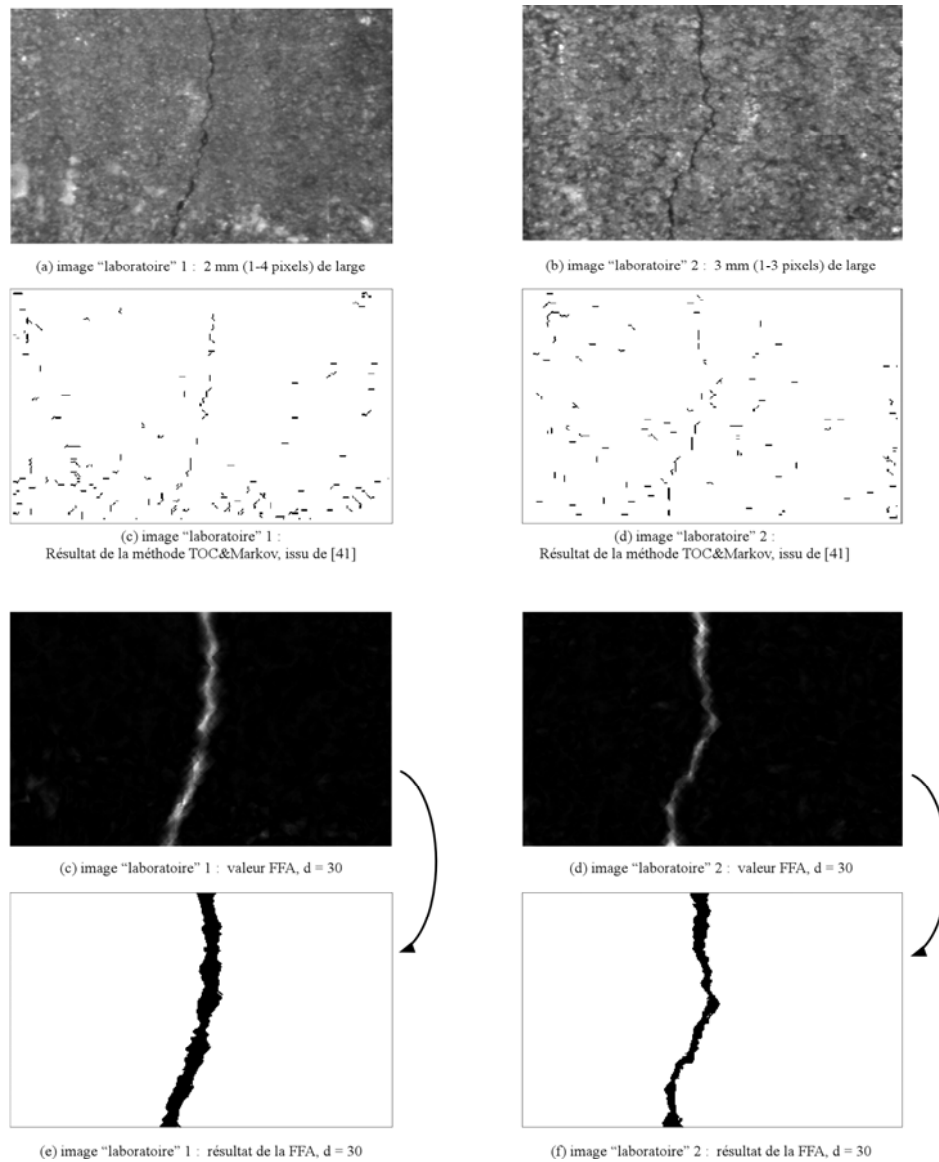 (a) image “laboratoire” 1 : 2 mm (1-4 pixels) de large
(b) image “laboratoire” 2 : 3 mm (1-3 pixels) de large
(c) image “laboratoire” 1 :
Résultat de la méthode TOC&Markov, issu de [41]
(d) image “laboratoire” 2 :
Résultat de la méthode TOC&Markov, issu de [41]
(c) image “laboratoire” 1 : valeur FFA, d = 30
(d) image “laboratoire” 2 : valeur FFA, d = 30
(e) image “laboratoire” 1 : résultat de la FFA, d = 30
(f) image “laboratoire” 2 : résultat de la FFA, d = 30